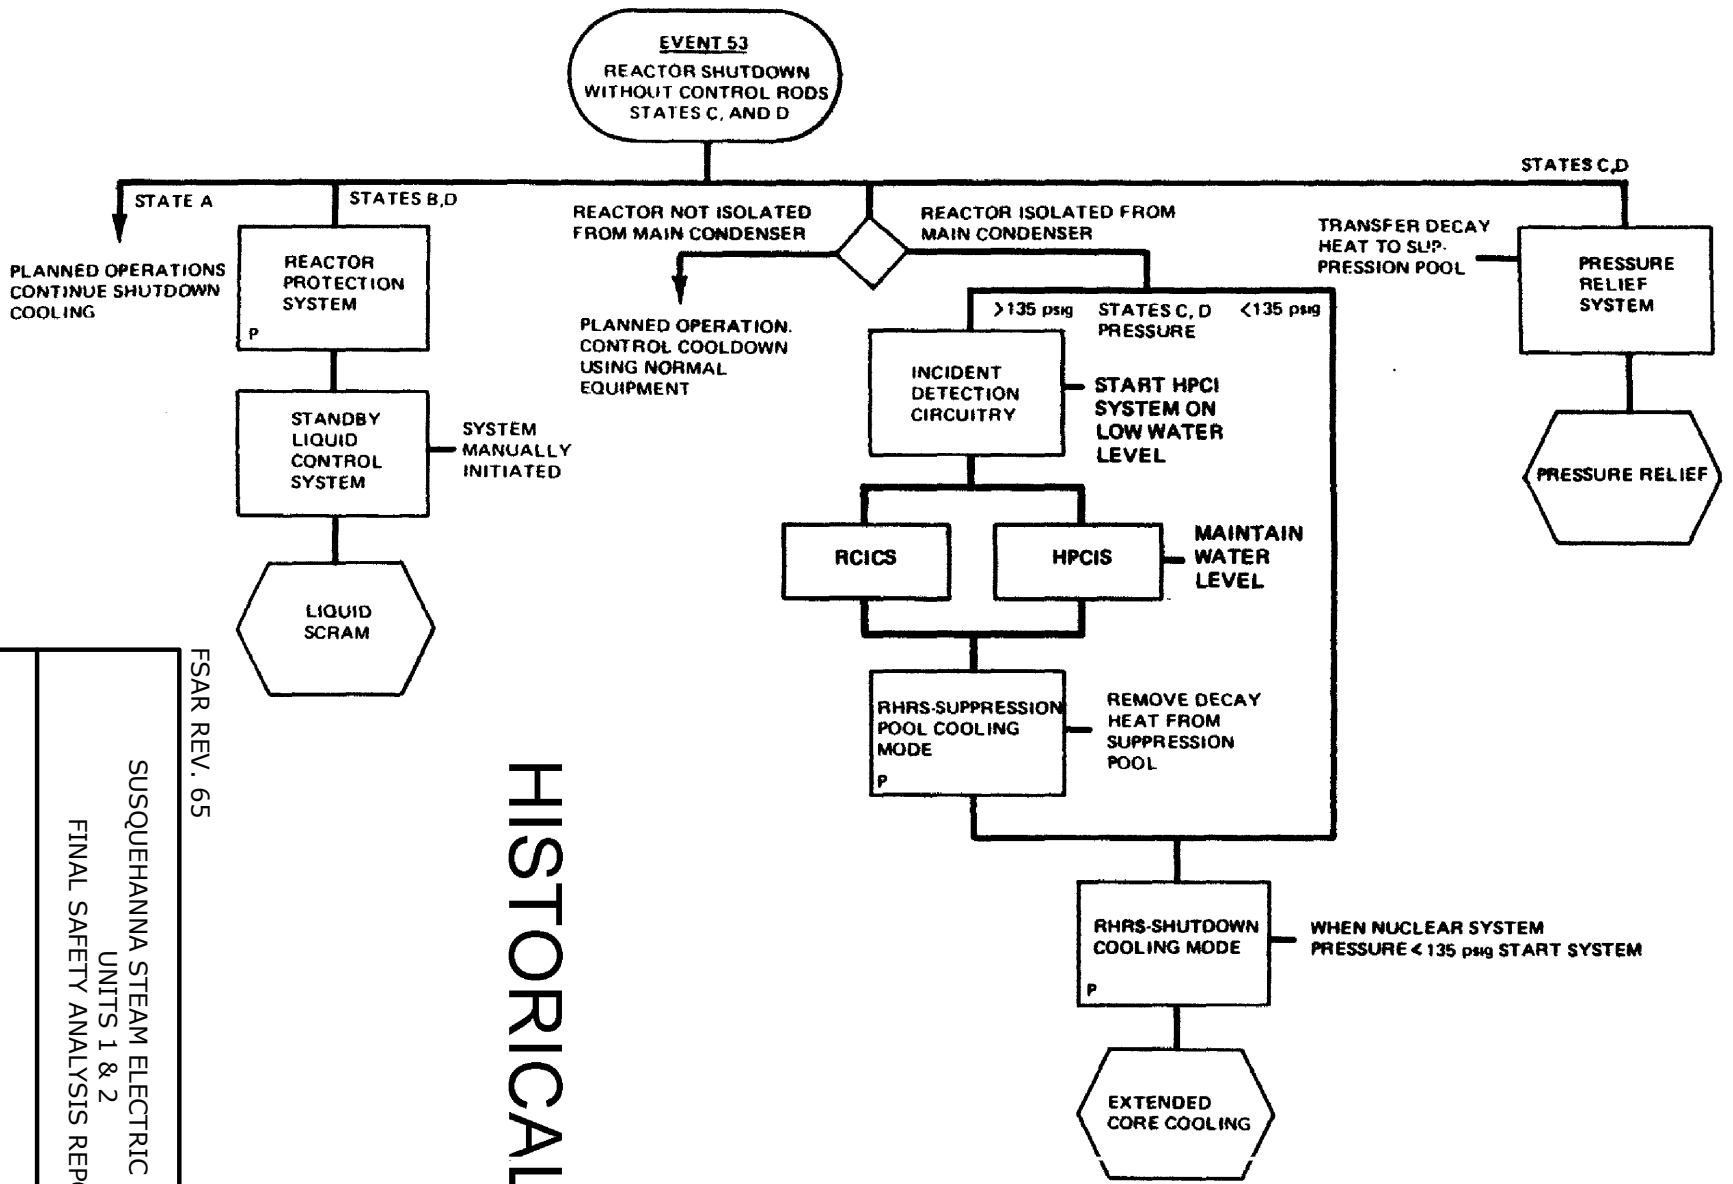 EVENT 53
REACTOR SHUTDOWN
WITHOUT CONTROL RODS
STATES C, AND D
STATE A
PLANNED OPERATIONS
CONTINUE SHUTDOWN
COOLING
STATES B,D
REACTOR
PROTECTION
SYSTEM
P
STANDBY
LIQUID
CONTROL
SYSTEM
SYSTEM
MANUALLY
INITIATED
LIQUID
SCRAM
REACTOR NOT ISOLATED
FROM MAIN CONDENSER
REACTOR ISOLATED FROM
MAIN CONDENSER
PLANNED OPERATION.
CONTROL COOLDOWN
USING NORMAL
EQUIPMENT
>135 psig
STATES C, D
PRESSURE
<135 psig
INCIDENT
DETECTION
CIRCUITRY
START HPCI
SYSTEM ON
LOW WATER
LEVEL
RCICS
HPCIS
MAINTAIN
WATER
LEVEL
RHRS-SUPPRESSION
POOL COOLING
MODE
P
REMOVE DECAY
HEAT FROM
SUPPRESSION
POOL
RHRS-SHUTDOWN
COOLING MODE
P
WHEN NUCLEAR SYSTEM
PRESSURE < 135 psig START SYSTEM
EXTENDED
CORE COOLING
STATES C,D
TRANSFER DECAY
HEAT TO SUP-
PRESSION POOL
PRESSURE
RELIEF
SYSTEM
PRESSURE RELIEF
HISTORICAL
FSAR REV. 65
SUSQUEHANNA STEAM ELECTRIC
UNITS 1 & 2
FINAL SAFETY ANALYSIS REPO